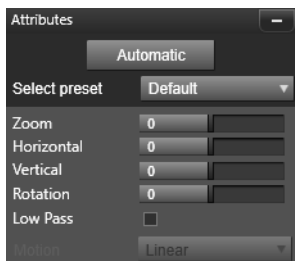 Attributes
Automatic
Select preset Default
Zoom 0
Horizontal 0
Vertical 0
Rotation 0
Low Pass
Motion Linear